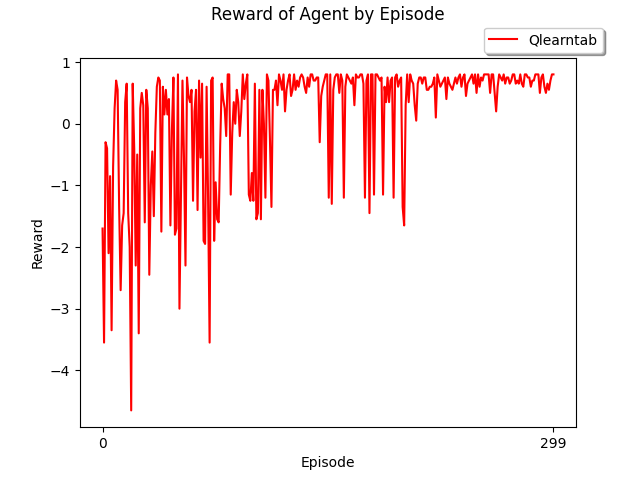 Reward of Agent by Episode
Qlearntab
1
0
−1
−2
−3
−4
Reward
0
299
Episode